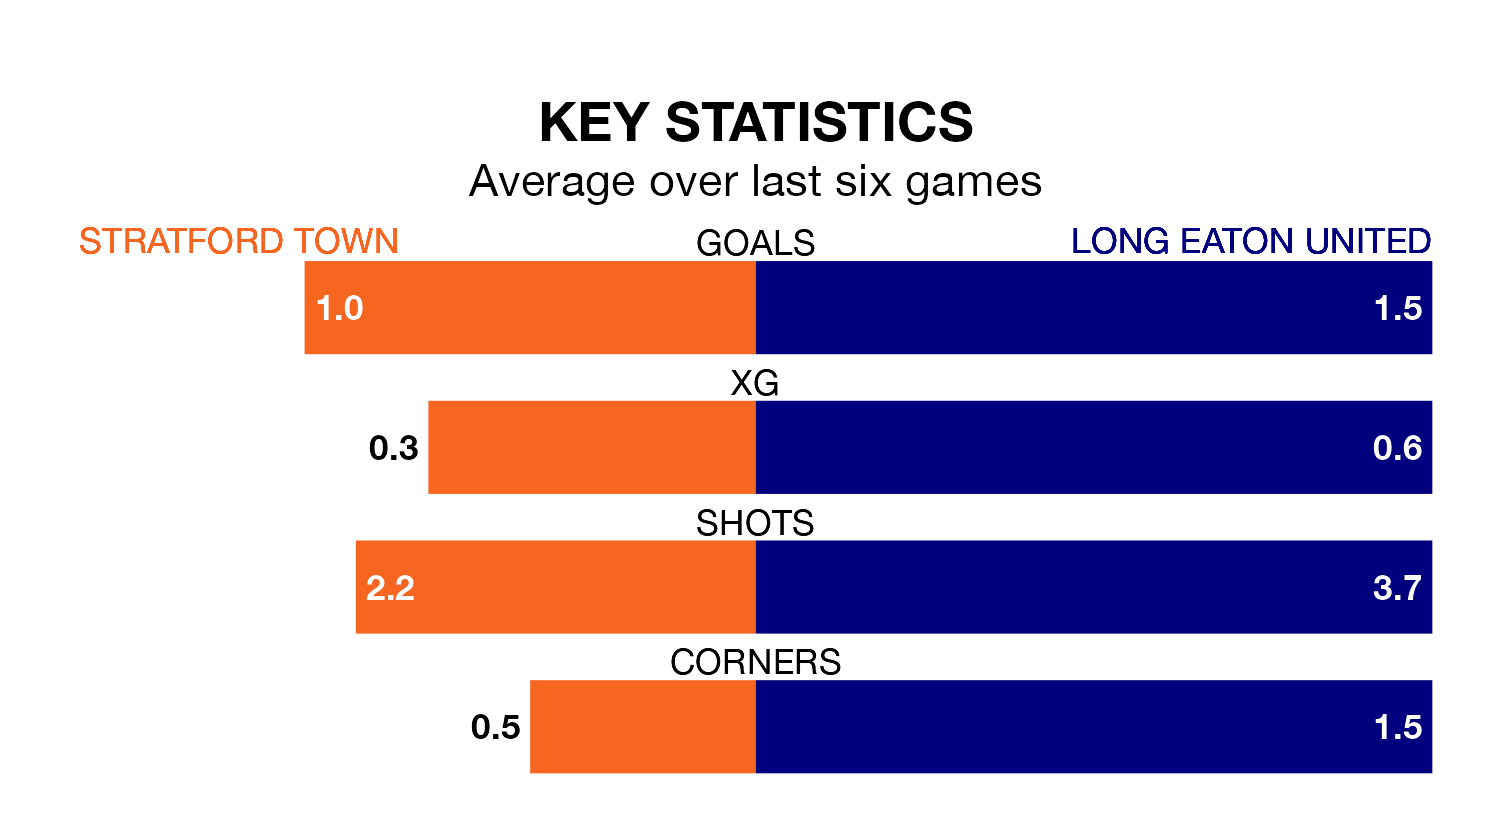 KEY STATISTICS
Average over last six games
STRATFORD TOWN GOALS LONG EATON UNITED
1.0 1.5
XG
0.3 0.6
SHOTS
2.2 3.7
CORNERS
0.5 1.5